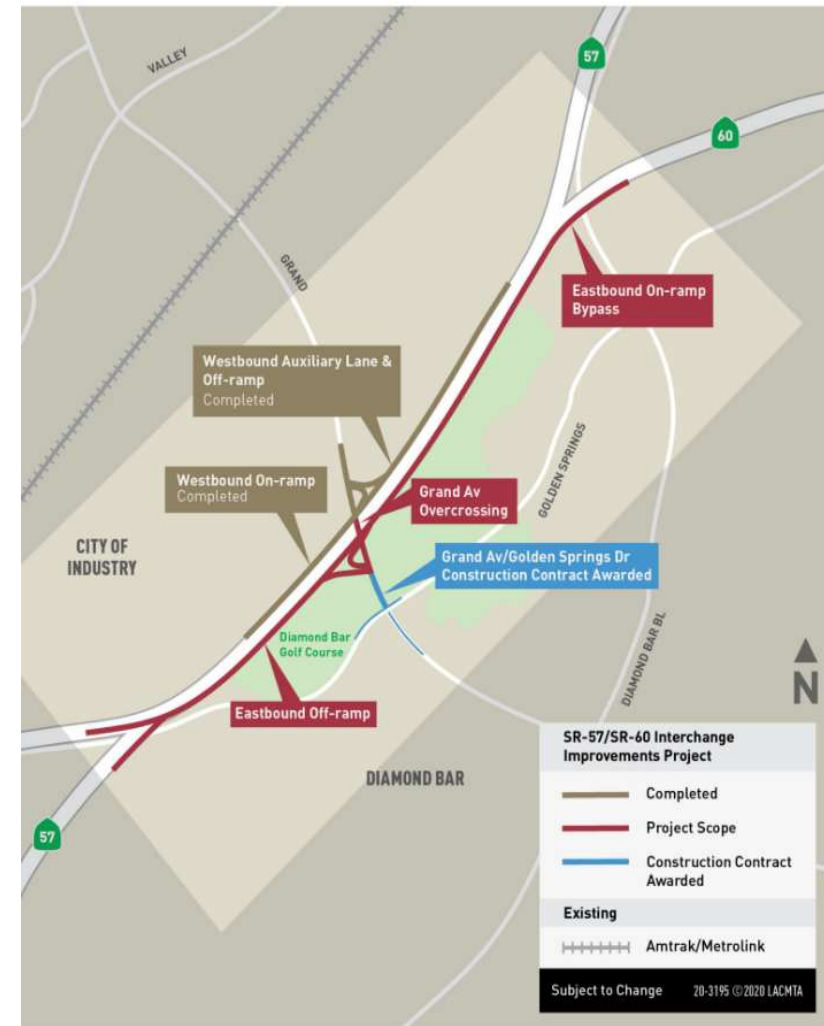 VALLEY
57
60
GRAND
Eastbound On-ramp
Bypass
Westbound Auxiliary Lane &
Off-ramp
Completed
Westbound On-ramp
Completed
Grand Av
Overcrossing
GOLDEN SPRINGS
CITY OF
INDUSTRY
Grand Av/Golden Springs Dr
Construction Contract Awarded
Diamond Bar
Golf Course
DIAMOND BAR BL
N
Eastbound Off-ramp
DIAMOND BAR
57
SR-57/SR-60 Interchange
Improvements Project
Completed
Project Scope
Construction Contract
Awarded
Existing
Amtrak/Metrolink
Subject to Change 20-3195 ©2020 LACMTA